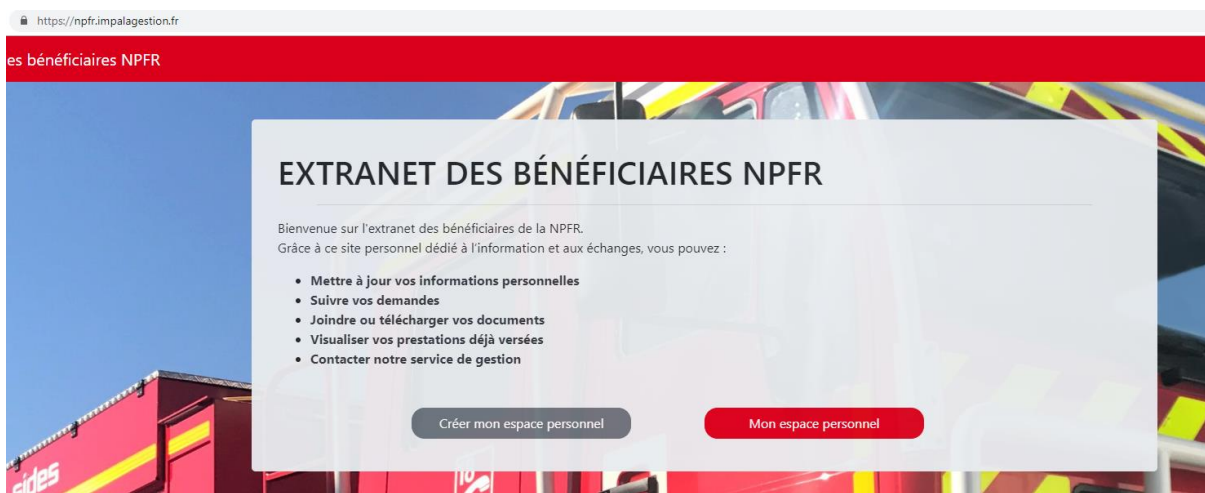 https://npfr.impalagestion.fr
es bénéficiaires NPFR
EXTRANET DES BÉNÉFICIAIRES NPFR
Bienvenue sur l'extranet des bénéficiaires de la NPFR.
Grâce à ce site personnel dédié à l'information et aux échanges, vous pouvez :
• Mettre à jour vos informations personnelles
• Suivre vos demandes
• Joindre ou télécharger vos documents
• Visualiser vos prestations déjà versées
• Contacter notre service de gestion
Créer mon espace personnel
Mon espace personnel
sides